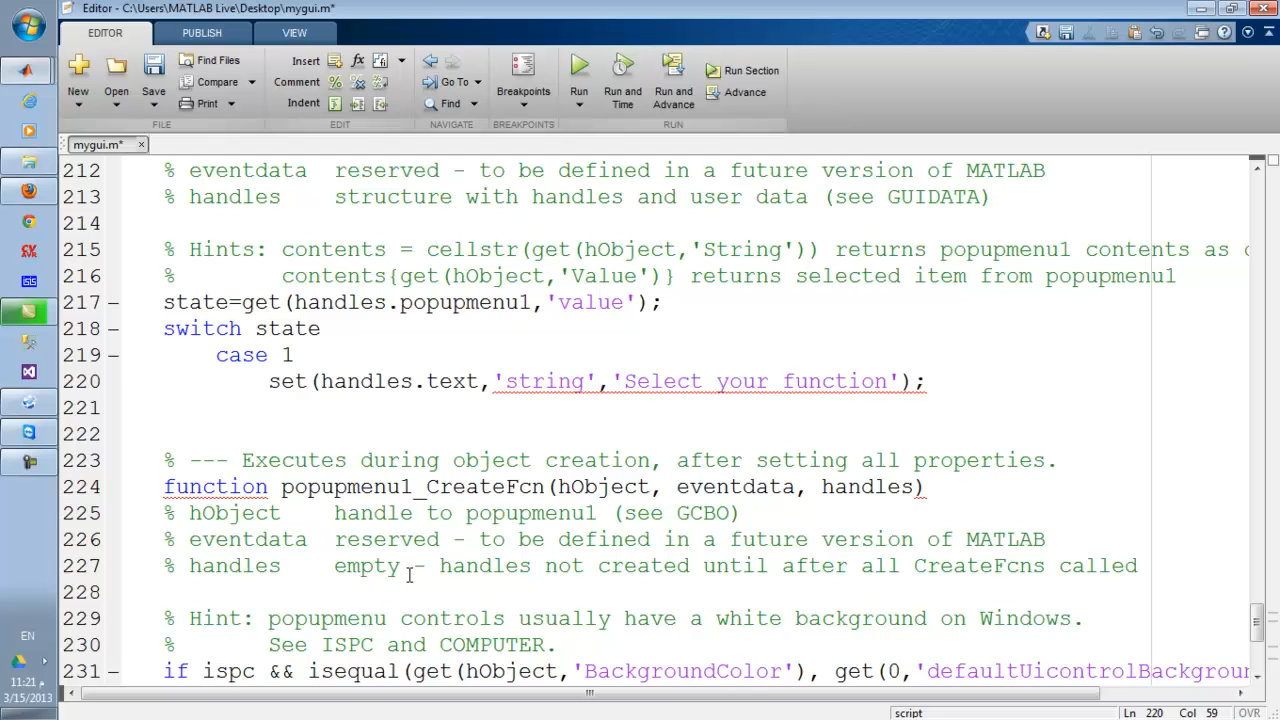 Editor - C:\Users\MATLAB Live\Desktop\mygui.m*
EDITOR PUBLISH VIEW
New Open Save Find Files Compare Print
Insert Comment Indent
Go To Find
Breakpoints
Run Run and Time Run and Advance Run Section Advance
FILE EDIT NAVIGATE BREAKPOINTS RUN
mygui.m*
212 % eventdata  reserved - to be defined in a future version of MATLAB
213 % handles    structure with handles and user data (see GUIDATA)
214
215 % Hints: contents = cellstr(get(hObject,'String')) returns popupmenu1 contents as
216 %        contents{get(hObject,'Value')} returns selected item from popupmenu1
217 state=get(handles.popupmenu1,'value');
218 switch state
219     case 1
220         set(handles.text,'string','Select your function');
221
222
223 % --- Executes during object creation, after setting all properties.
224 function popupmenu1_CreateFcn(hObject, eventdata, handles)
225 % hObject    handle to popupmenu1 (see GCBO)
226 % eventdata  reserved - to be defined in a future version of MATLAB
227 % handles    empty - handles not created until after all CreateFcns called
228
229 % Hint: popupmenu controls usually have a white background on Windows.
230 %       See ISPC and COMPUTER.
231 if ispc && isequal(get(hObject,'BackgroundColor'), get(0,'defaultUicontrolBackgroun
script Ln 220 Col 59 OVR
EN
11:21 م
3/15/2013